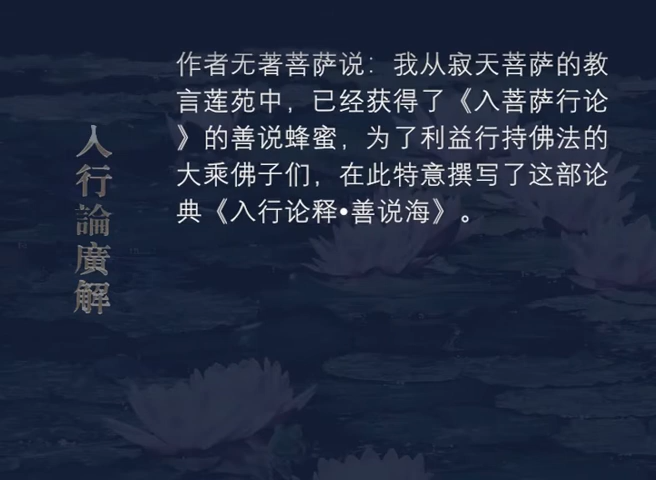 入行論廣解
作者无著菩萨说：我从寂天菩萨的教
言莲苑中，已经获得了《入菩萨行论
》的善说蜂蜜，为了利益行持佛法的
大乘佛子们，在此特意撰写了这部论
典《入行论释•善说海》。